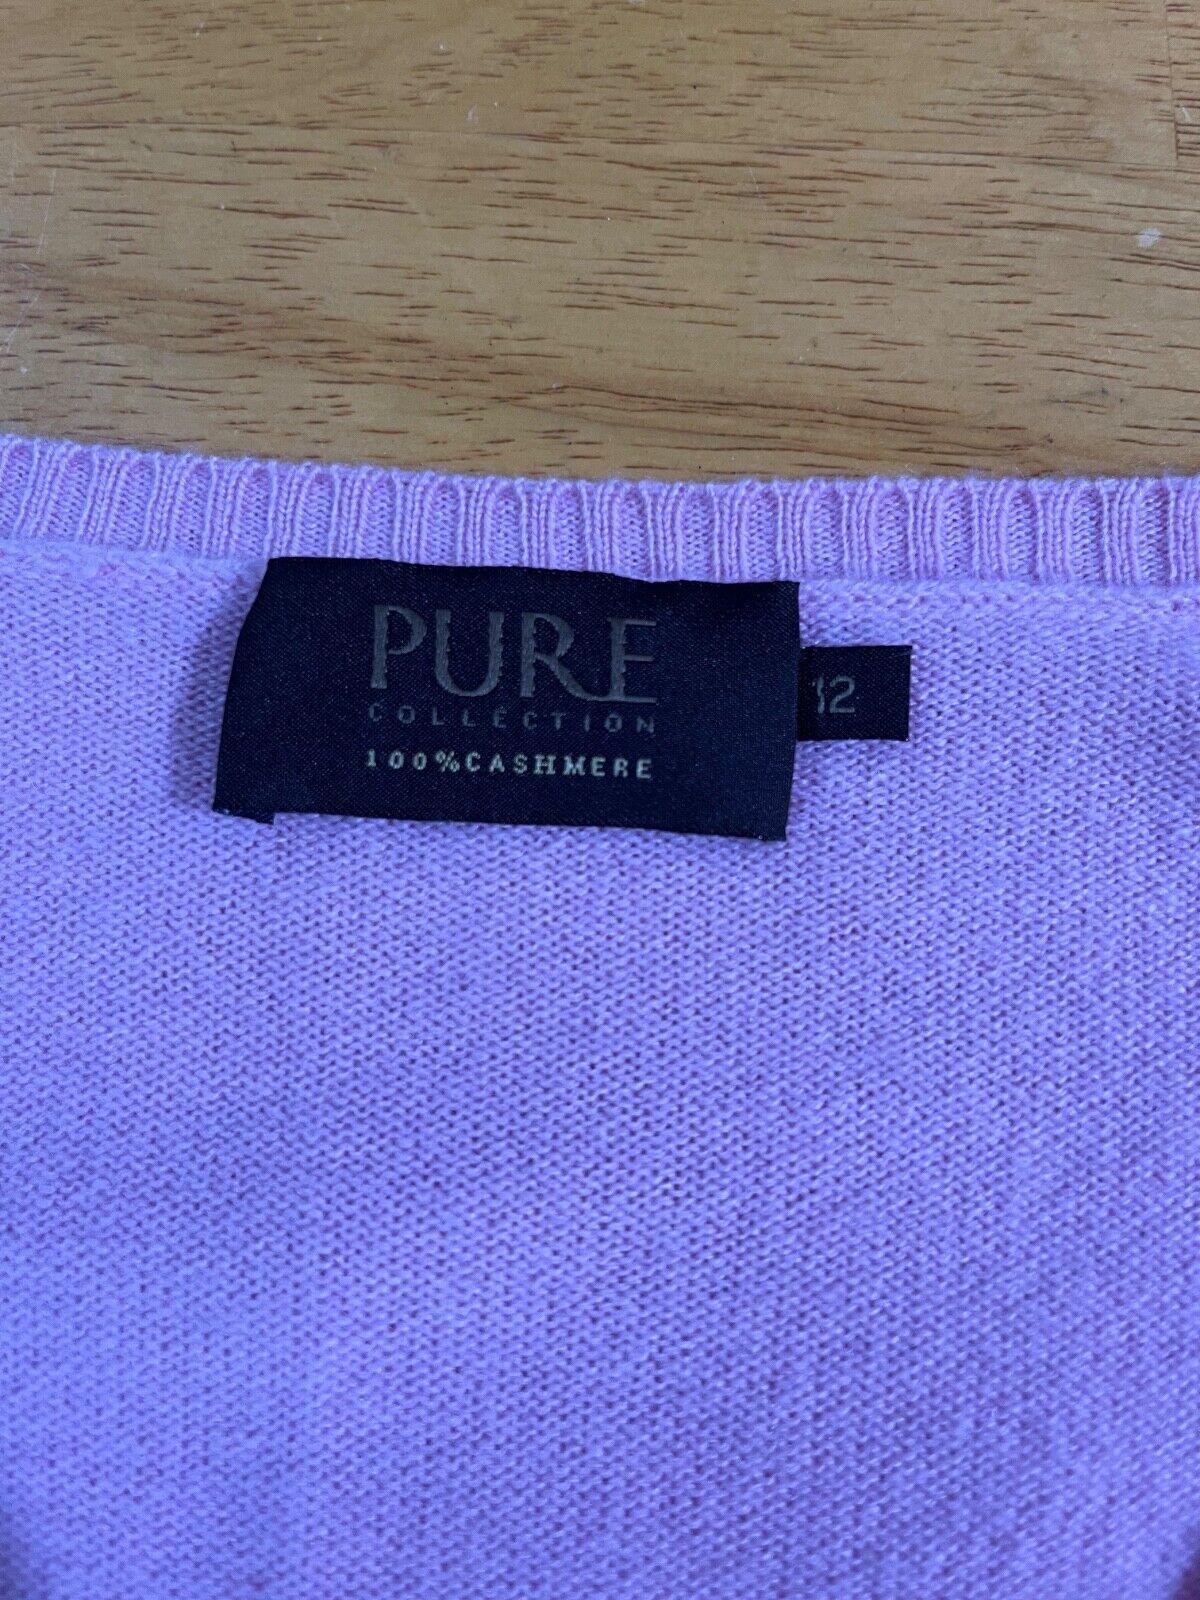 PURE
COLLECTION
100%CASHMERE
12